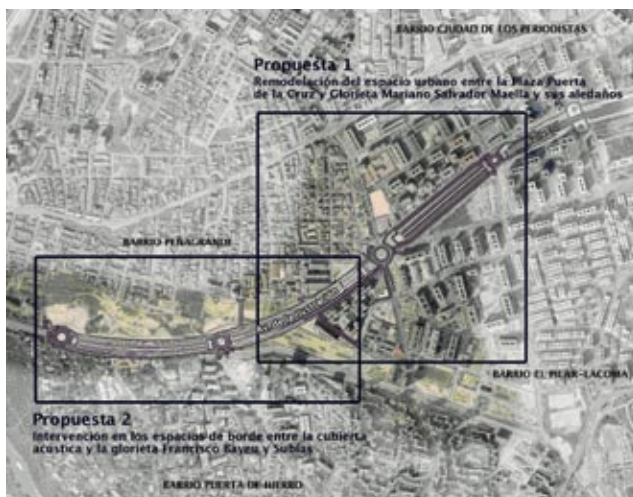 BARRIO CIUDAD DE LOS PERIODISTAS
Propuesta 1
Remodelación del espacio urbano entre la Plaza Puerta
de la Cruz y Glorieta Mariano Salvador Maella y sus aledaños
BARRIO PEÑAGRANDE
BARRIO EL PILAR-LACOMA
Propuesta 2
Intervención en los espacios de borde entre la cubierta
acústica y la glorieta Francisco Bayeu y Subías
BARRIO PUERTA DE HIERRO